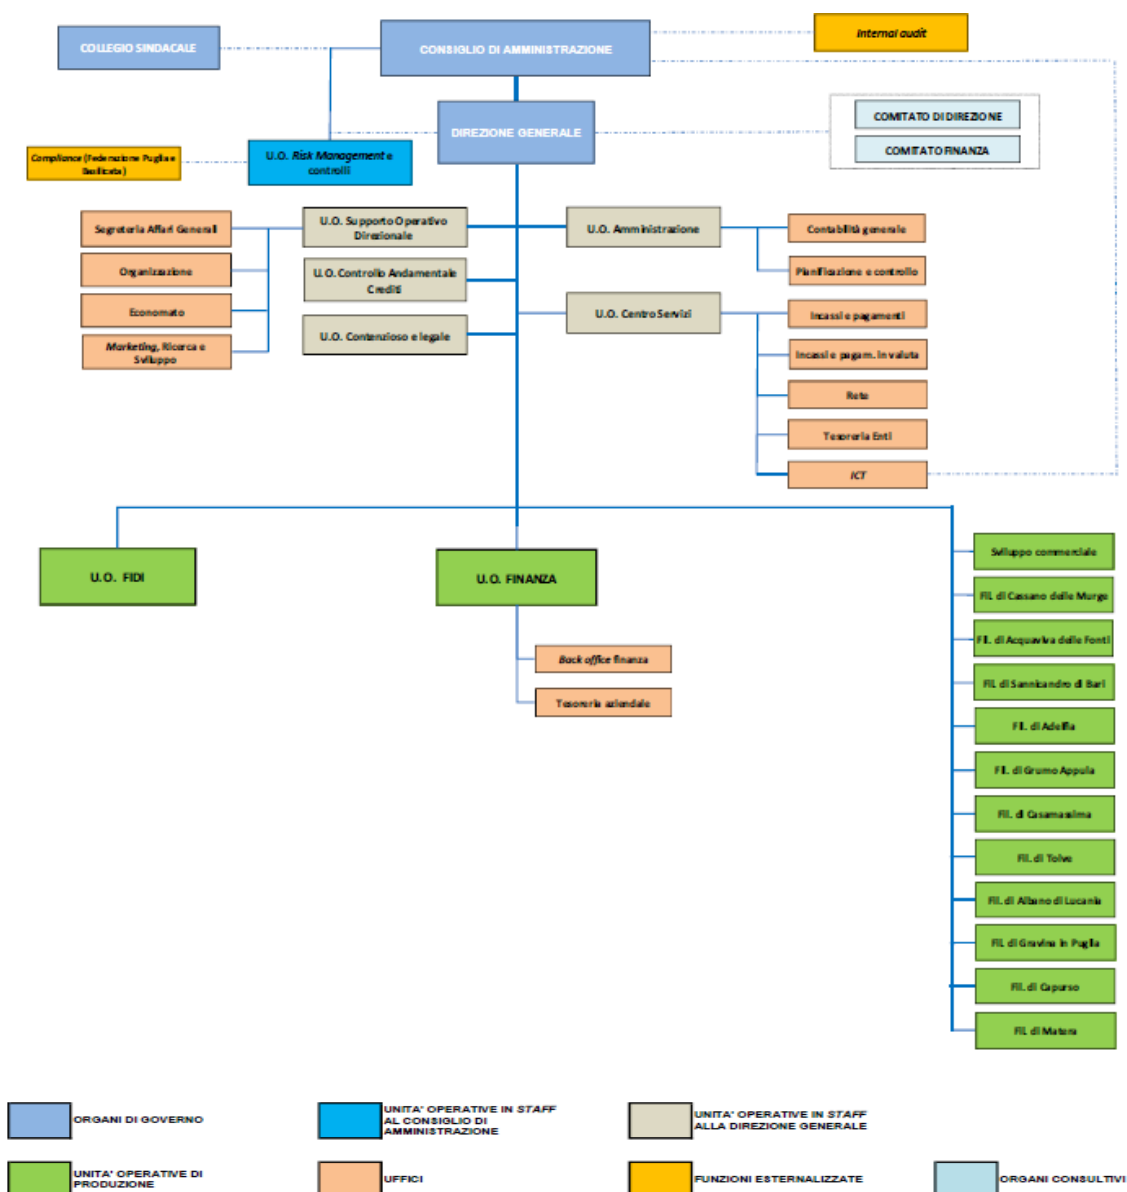 COLLEGIO SINDACALE
CONSIGLIO DI AMMINISTRAZIONE
Internal audit
DIREZIONE GENERALE
COMITATO DI DIREZIONE
COMITATO FINANZA
Compliance (Federazione Puglia e
Basilicata)
U.O. Risk Management e
controlli
Segreteria Affari Generali
Organizzazione
Economato
Marketing, Ricerca e
Sviluppo
U.O. Supporto Operativo
Direzionale
U.O. Controllo Andamentale
Crediti
U.O. Contenzioso e legale
U.O. Amministrazione
U.O. Centro Servizi
Contabilità generale
Pianificazione e controllo
Incassi e pagamenti
Incassi e pagam. in valuta
Rete
Tesoreria Enti
ICT
U.O. FIDI
U.O. FINANZA
Back office finanza
Tesoreria aziendale
Sviluppo commerciale
Fil. di Cassano delle Murge
Fil. di Acquaviva delle Fonti
Fil. di Sannicandro di Bari
Fil. di Adelfia
Fil. di Grumo Appula
Fil. di Casamassima
Fil. di Tolve
Fil. di Albano di Lucania
Fil. di Gravina in Puglia
Fil. di Capurso
Fil. di Matera
ORGANI DI GOVERNO
UNITA' OPERATIVE IN STAFF
AL CONSIGLIO DI
AMMINISTRAZIONE
UNITA' OPERATIVE IN STAFF
ALLA DIREZIONE GENERALE
UNITA' OPERATIVE DI
PRODUZIONE
UFFICI
FUNZIONI ESTERNALIZZATE
ORGANI CONSULTIVI